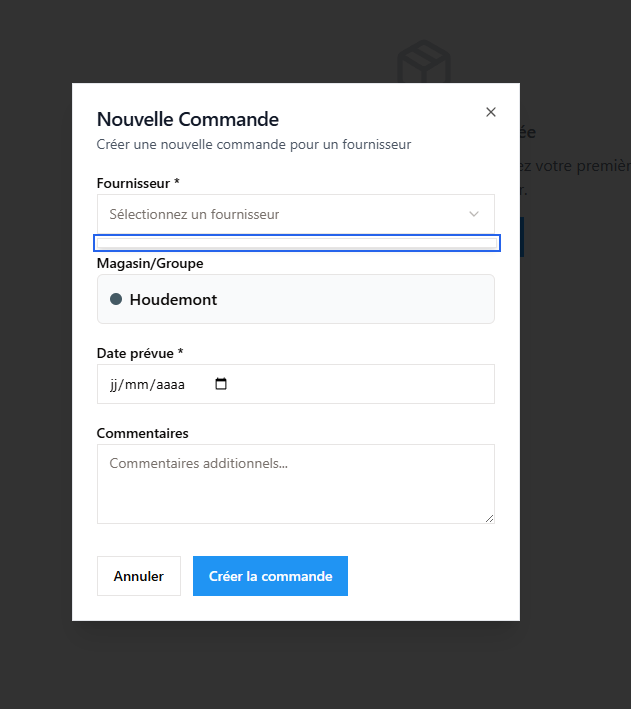 Nouvelle Commande
Créer une nouvelle commande pour un fournisseur
Fournisseur *
Sélectionnez un fournisseur
Magasin/Groupe
Houdemont
Date prévue *
jj/mm/aaaa
Commentaires
Commentaires additionnels...
Annuler
Créer la commande
ée
ez votre premièr
r.